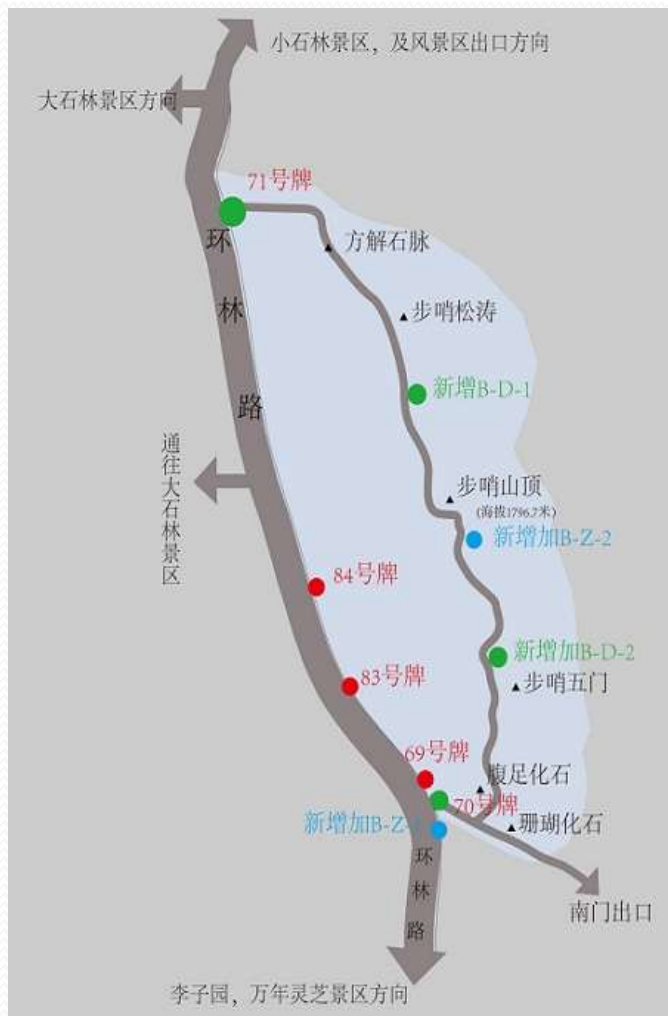 小石林景区，及风景区出口方向
大石林景区方向
71号牌
环林路
方解石脉
步哨松涛
新增B-D-1
通往大石林景区
步哨山顶
(海拔1796.7米)
新增加B-Z-2
84号牌
新增加B-D-2
83号牌
步哨五门
69号牌
腹足化石
70号牌
新增加B-Z-
珊瑚化石
环林路
南门出口
李子园，万年灵芝景区方向